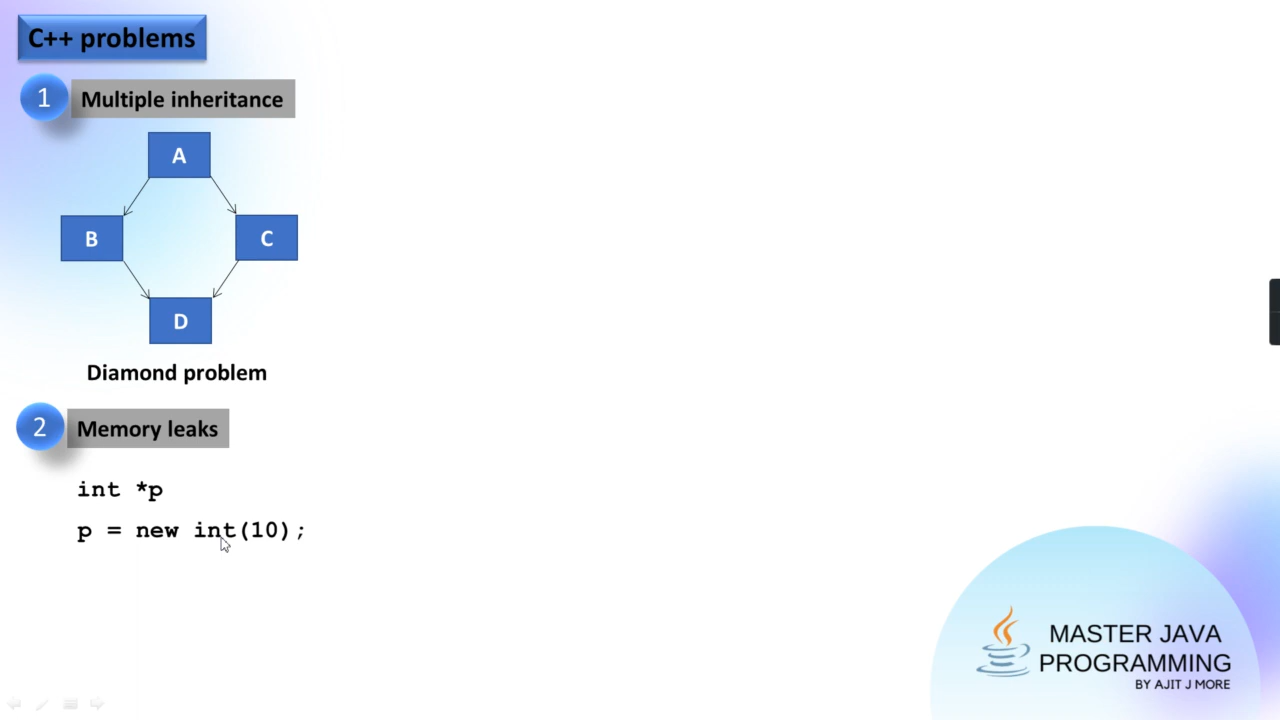 C++ problems
1
Multiple inheritance
A
B
C
D
Diamond problem
2
Memory leaks
int *p
p = new int(10);
MASTER JAVA
PROGRAMMING
BY AJIT J MORE